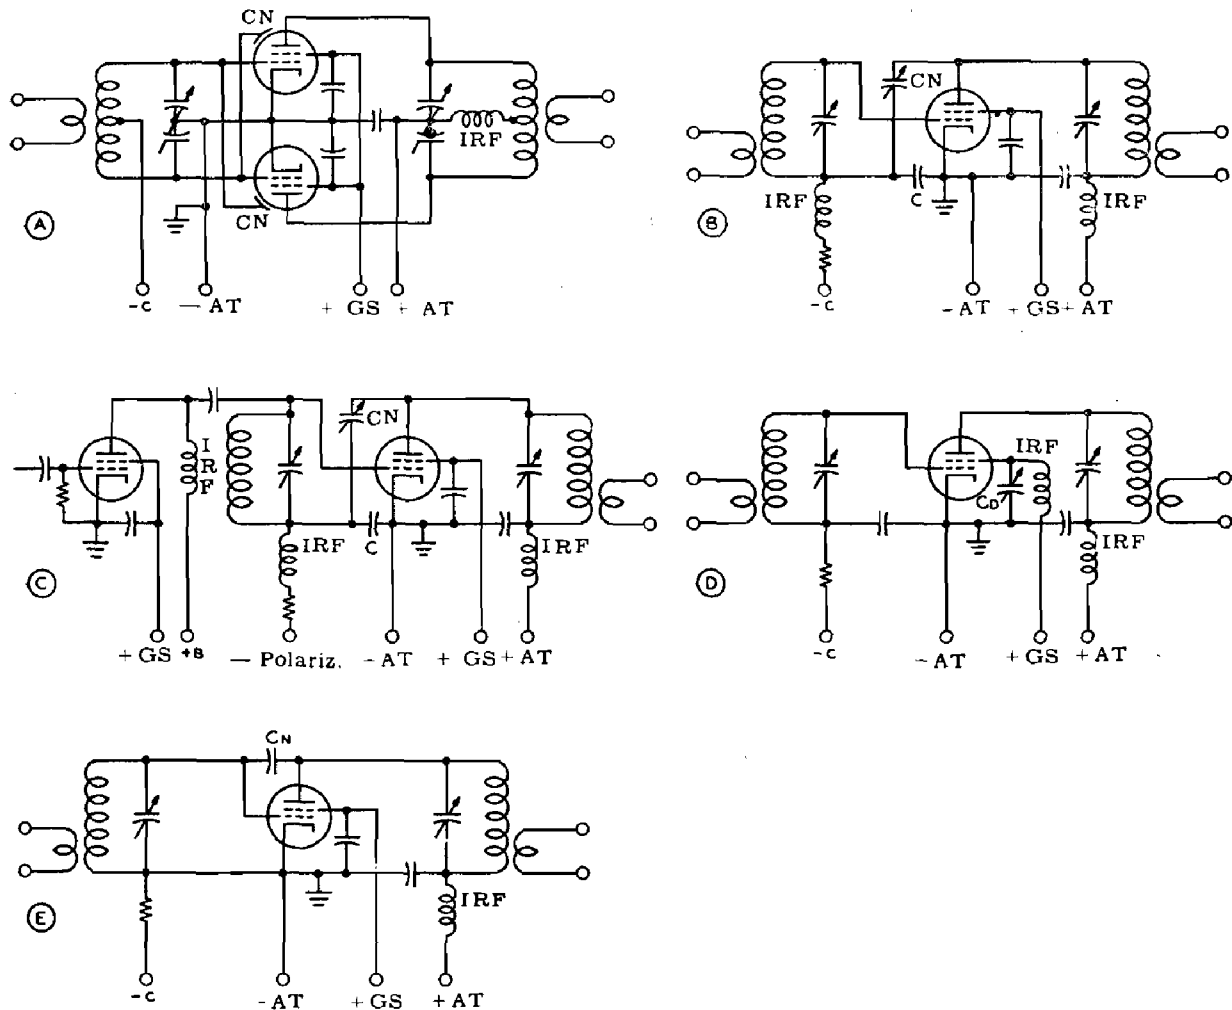 CN
IRF
CN
A
-C — AT + GS + AT
CN
C
IRF
IRF
B
-C -AT +GS +AT
I
R
F
CN
IRF
C
IRF
C
+GS +B — Polariz. -AT + GS +AT
IRF
CD
IRF
D
-C -AT +GS +AT
CN
IRF
E
-C -AT +GS +AT